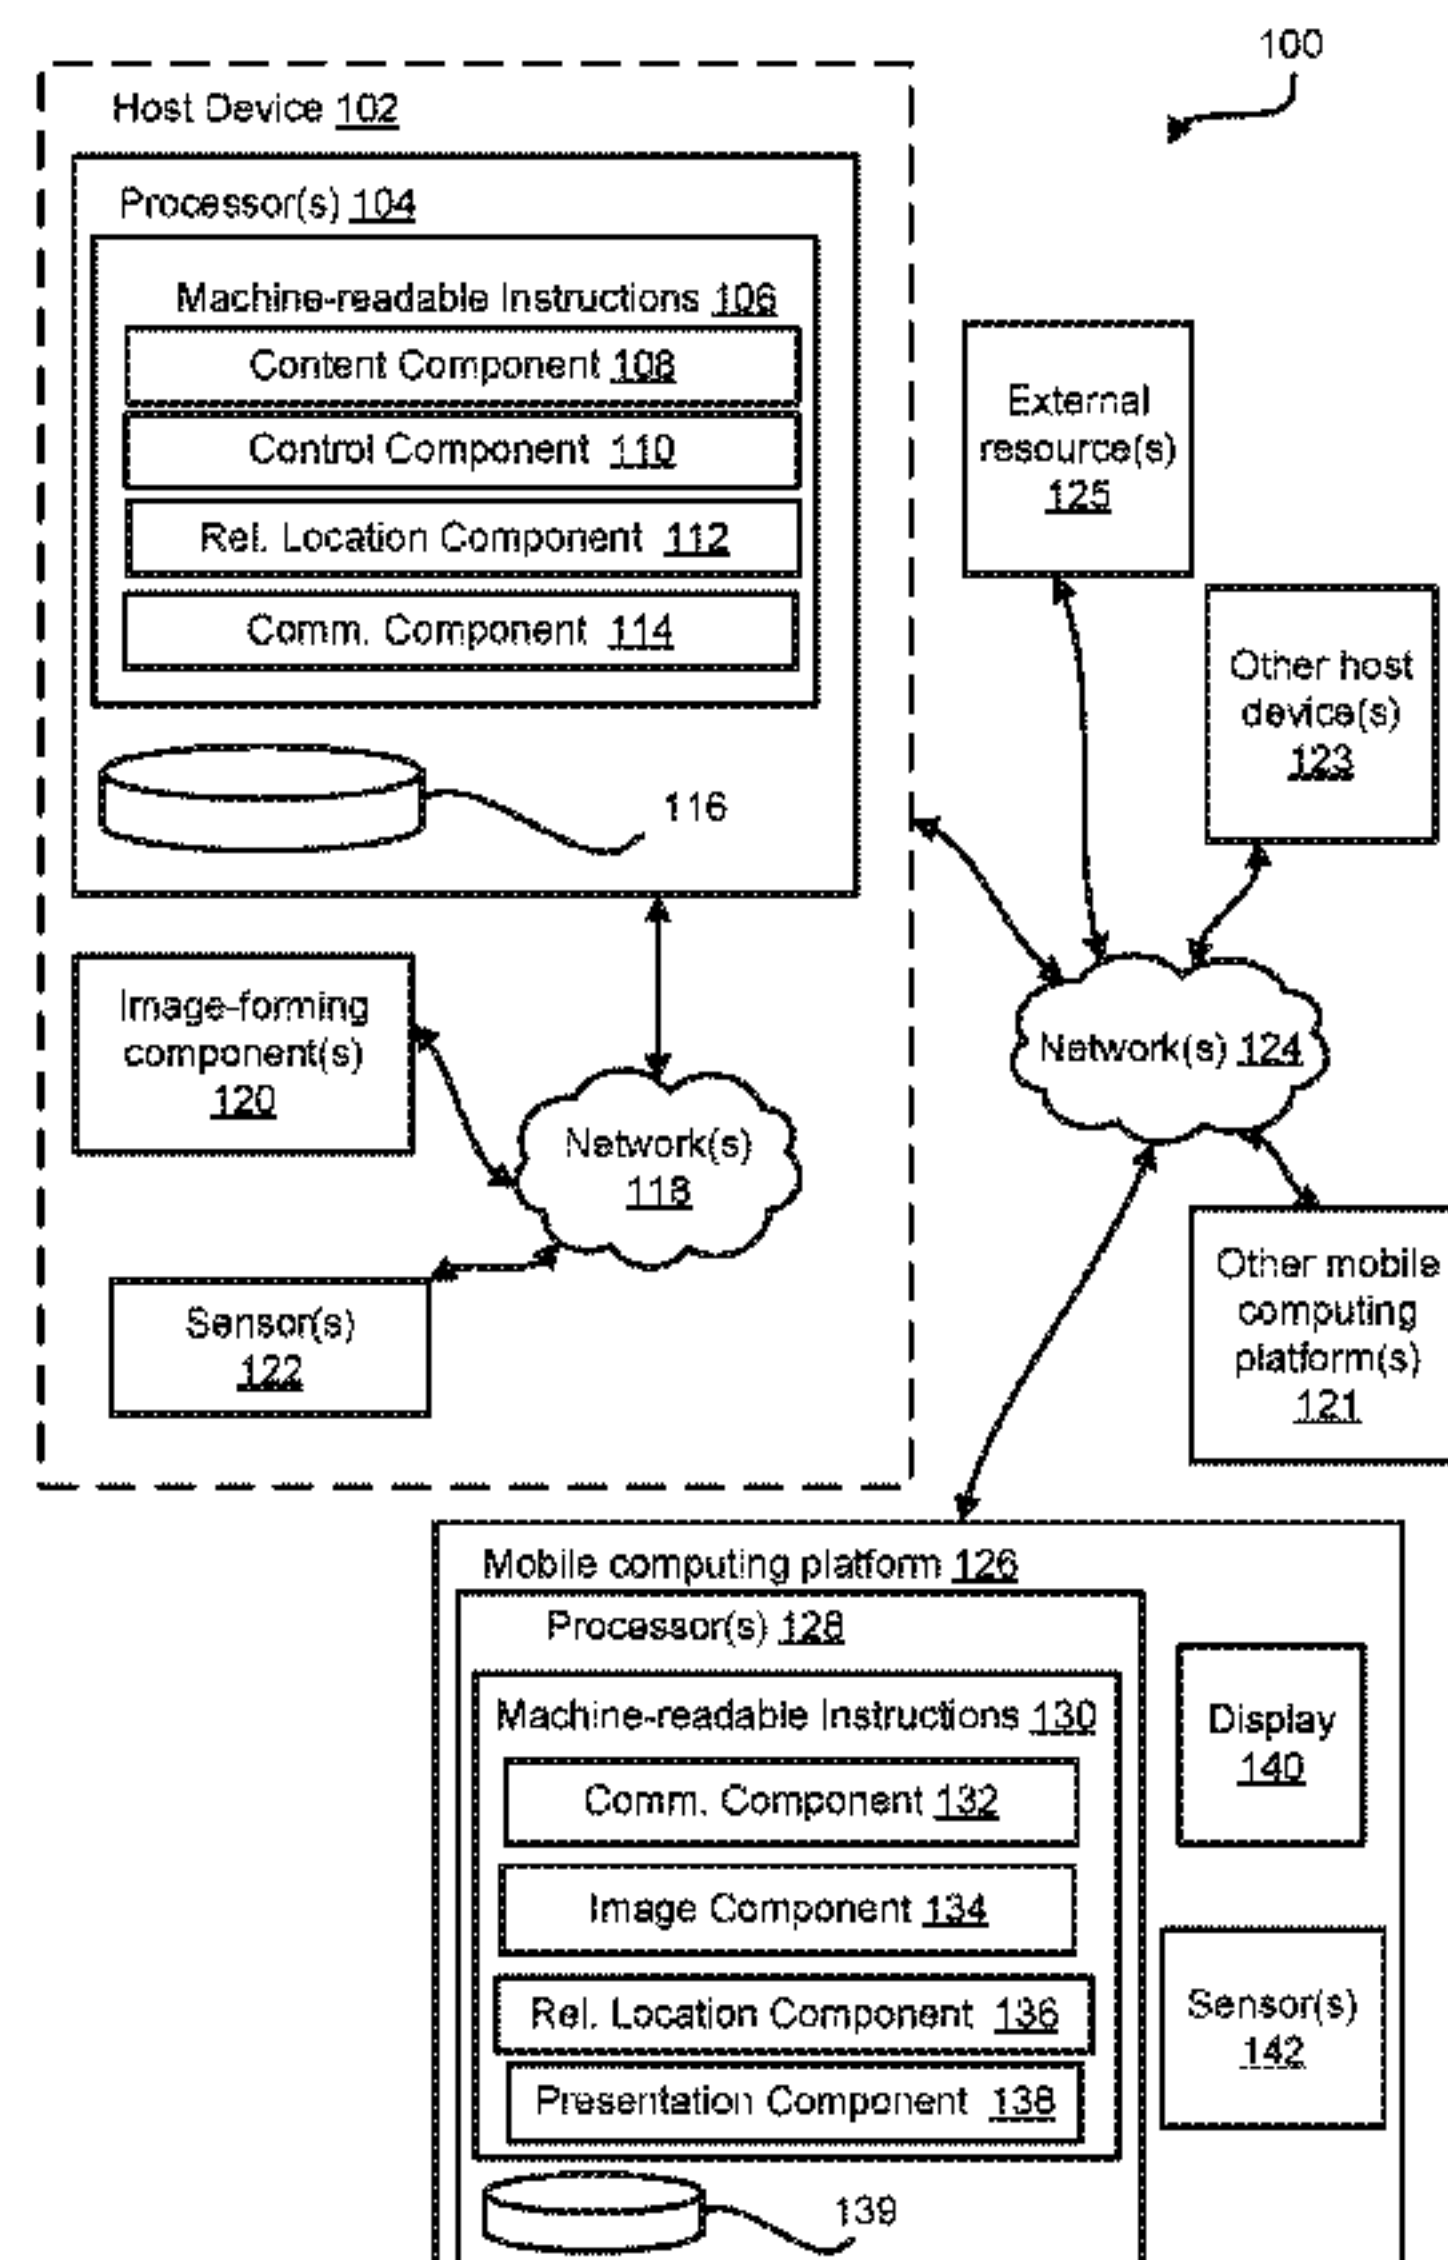 100
Host Device 102
Processor(s) 104
Machine-readable Instructions 106
Content Component 108
Control Component 110
Rel. Location Component 112
Comm. Component 114
116
External
resource(s)
125
Other host
device(s)
123
Image-forming
component(s)
120
Network(s)
118
Sensor(s)
122
Network(s) 124
Other mobile
computing
platform(s)
121
Mobile computing platform 126
Processor(s) 128
Machine-readable Instructions 130
Comm. Component 132
Image Component 134
Rel. Location Component 136
Presentation Component 138
139
Display
140
Sensor(s)
142